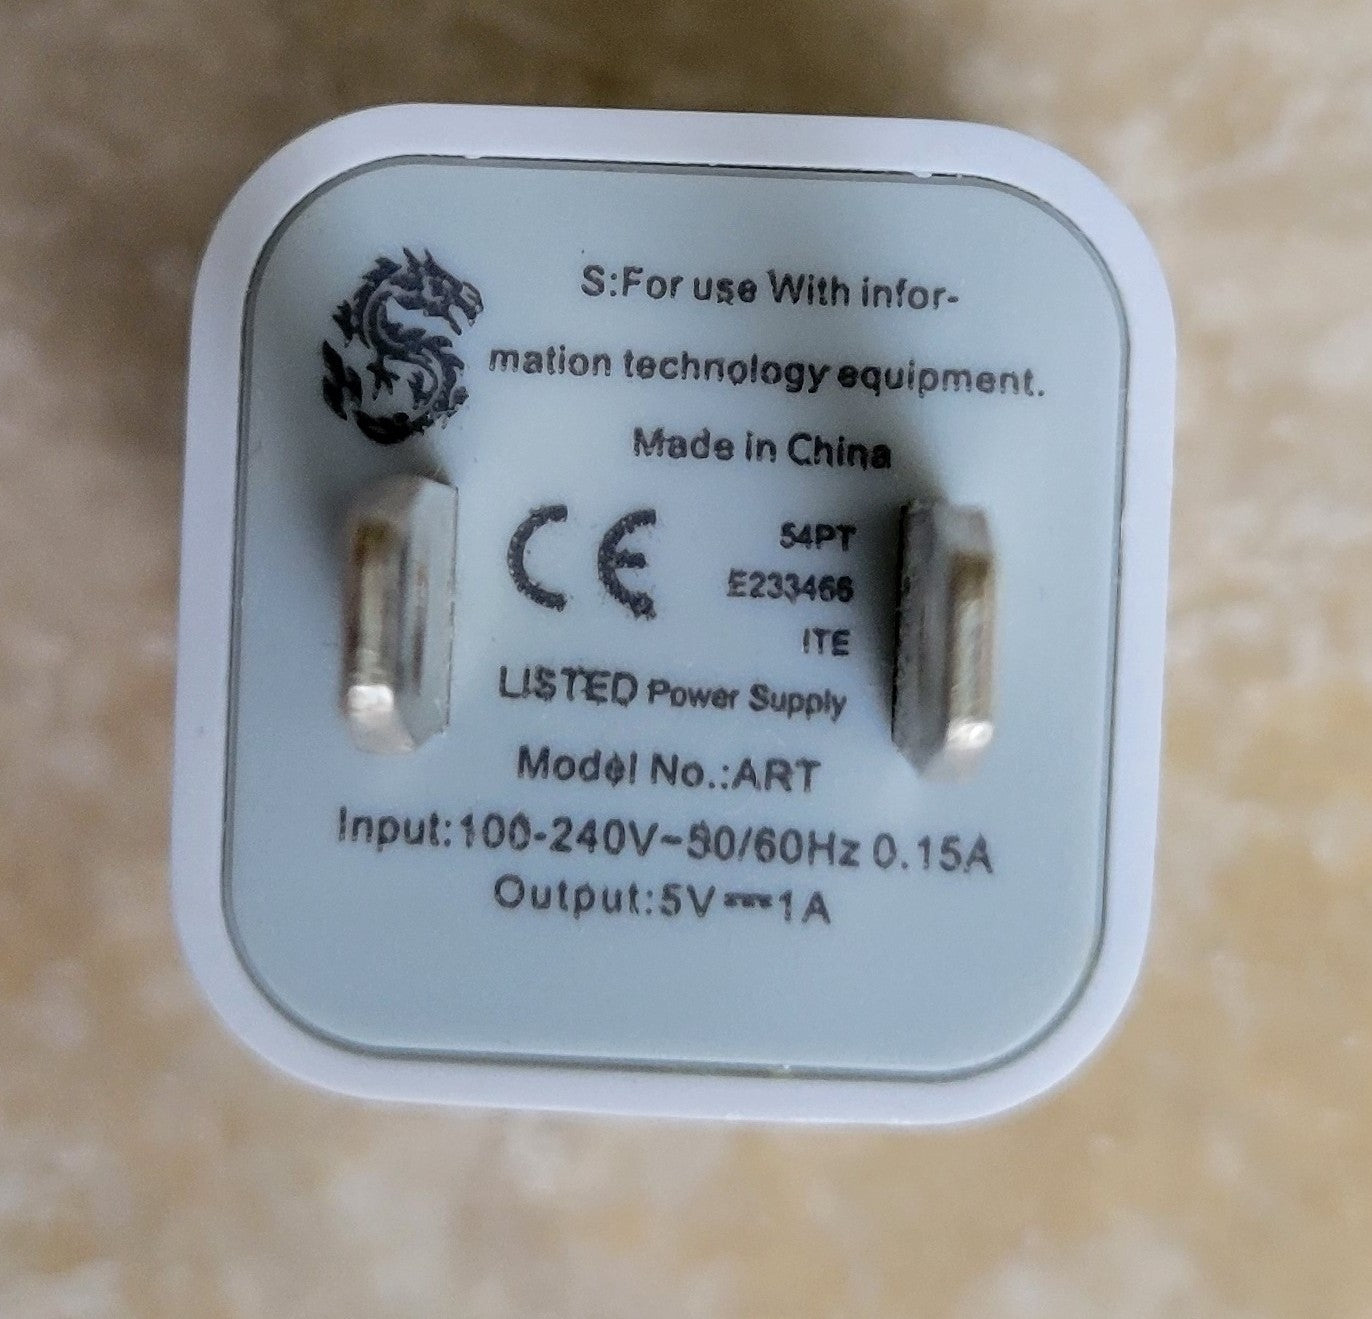 S:For use With infor-
mation technology equipment.
Made in China
CE
54PT
E233466
ITE
LISTED Power Supply
Model No.:ART
Input:100-240V~50/60Hz 0.15A
Output:5V⎓1A